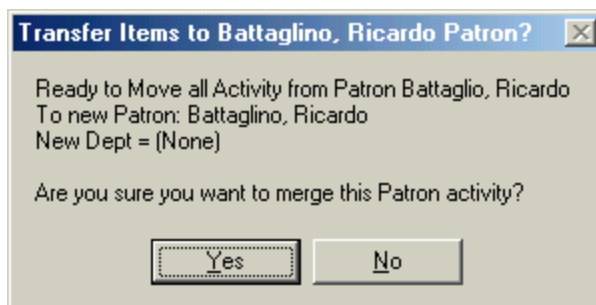 Transfer Items to Battaglino, Ricardo Patron?
Ready to Move all Activity from Patron Battaglio, Ricardo
To new Patron: Battaglino, Ricardo
New Dept = (None)
Are you sure you want to merge this Patron activity?
Yes
No